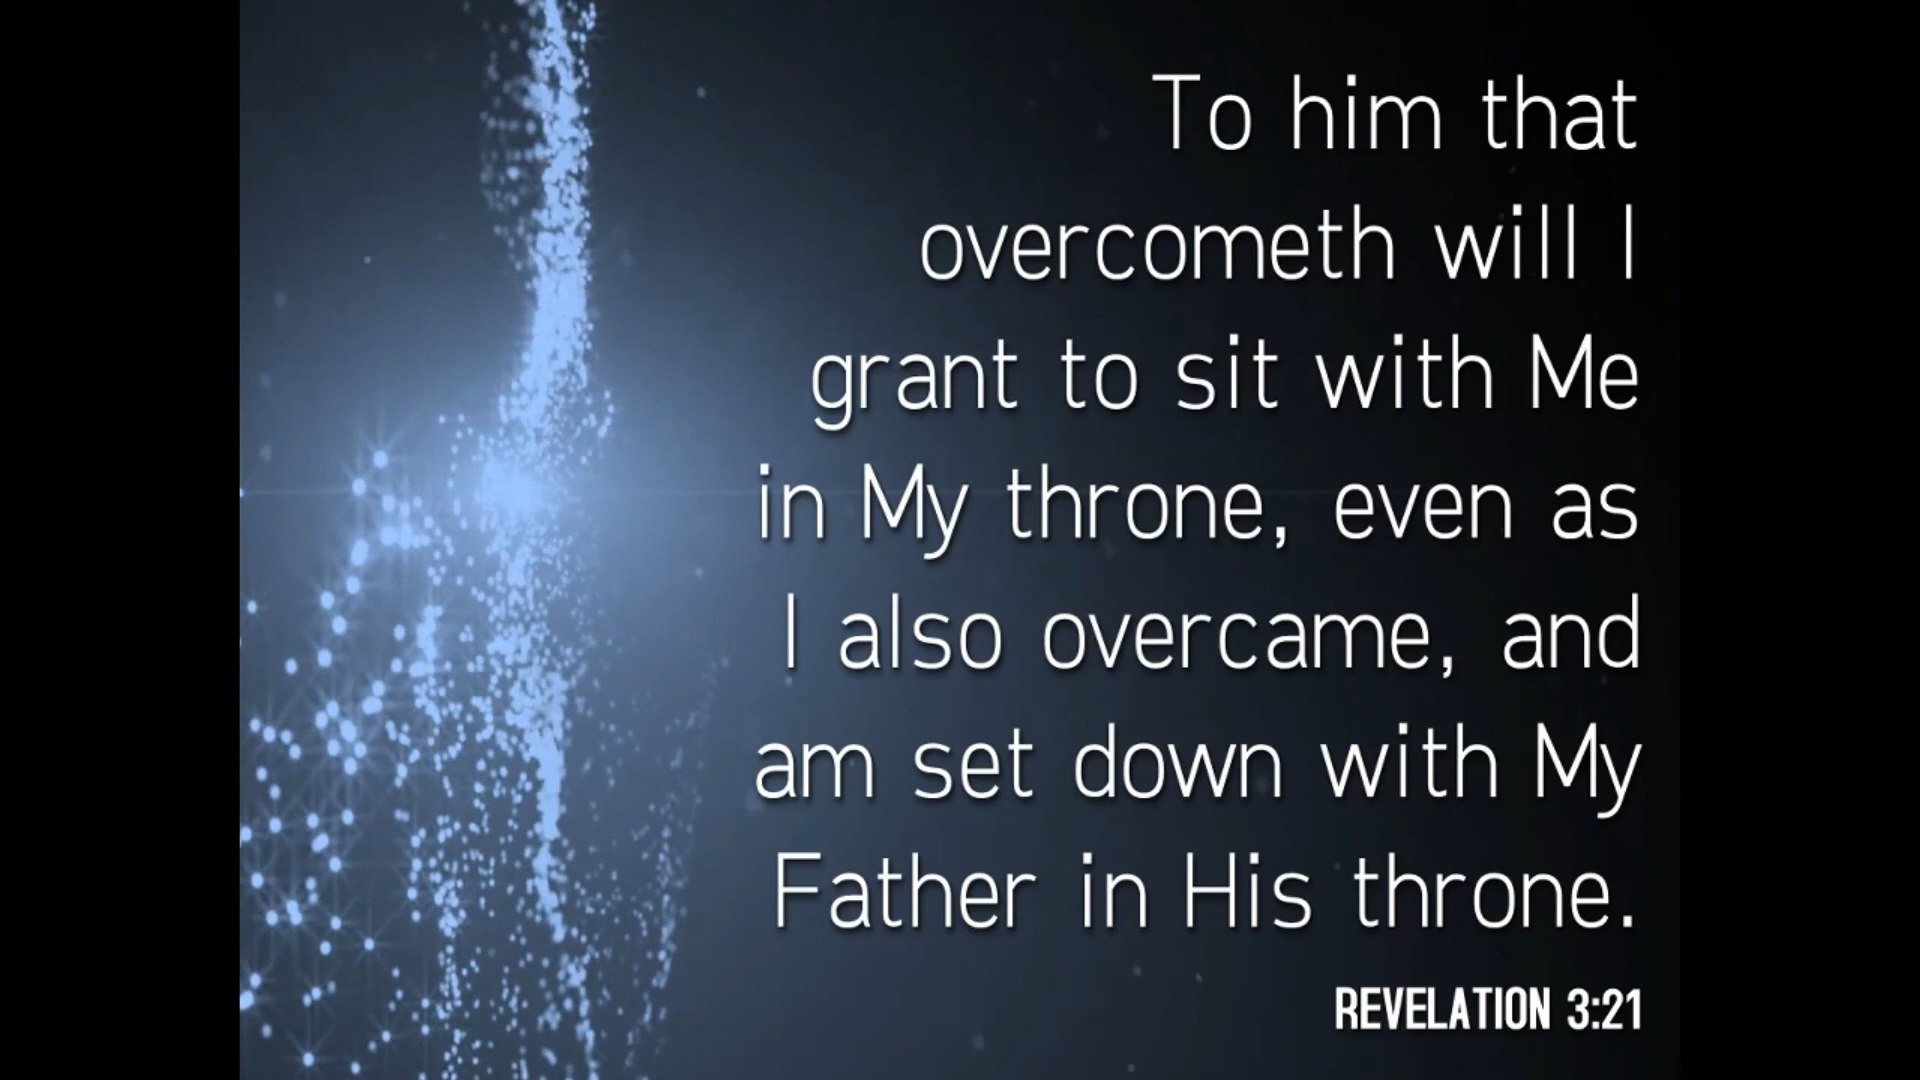 To him that
overcometh will I
grant to sit with Me
in My throne, even as
I also overcame, and
am set down with My
Father in His throne.
REVELATION 3:21